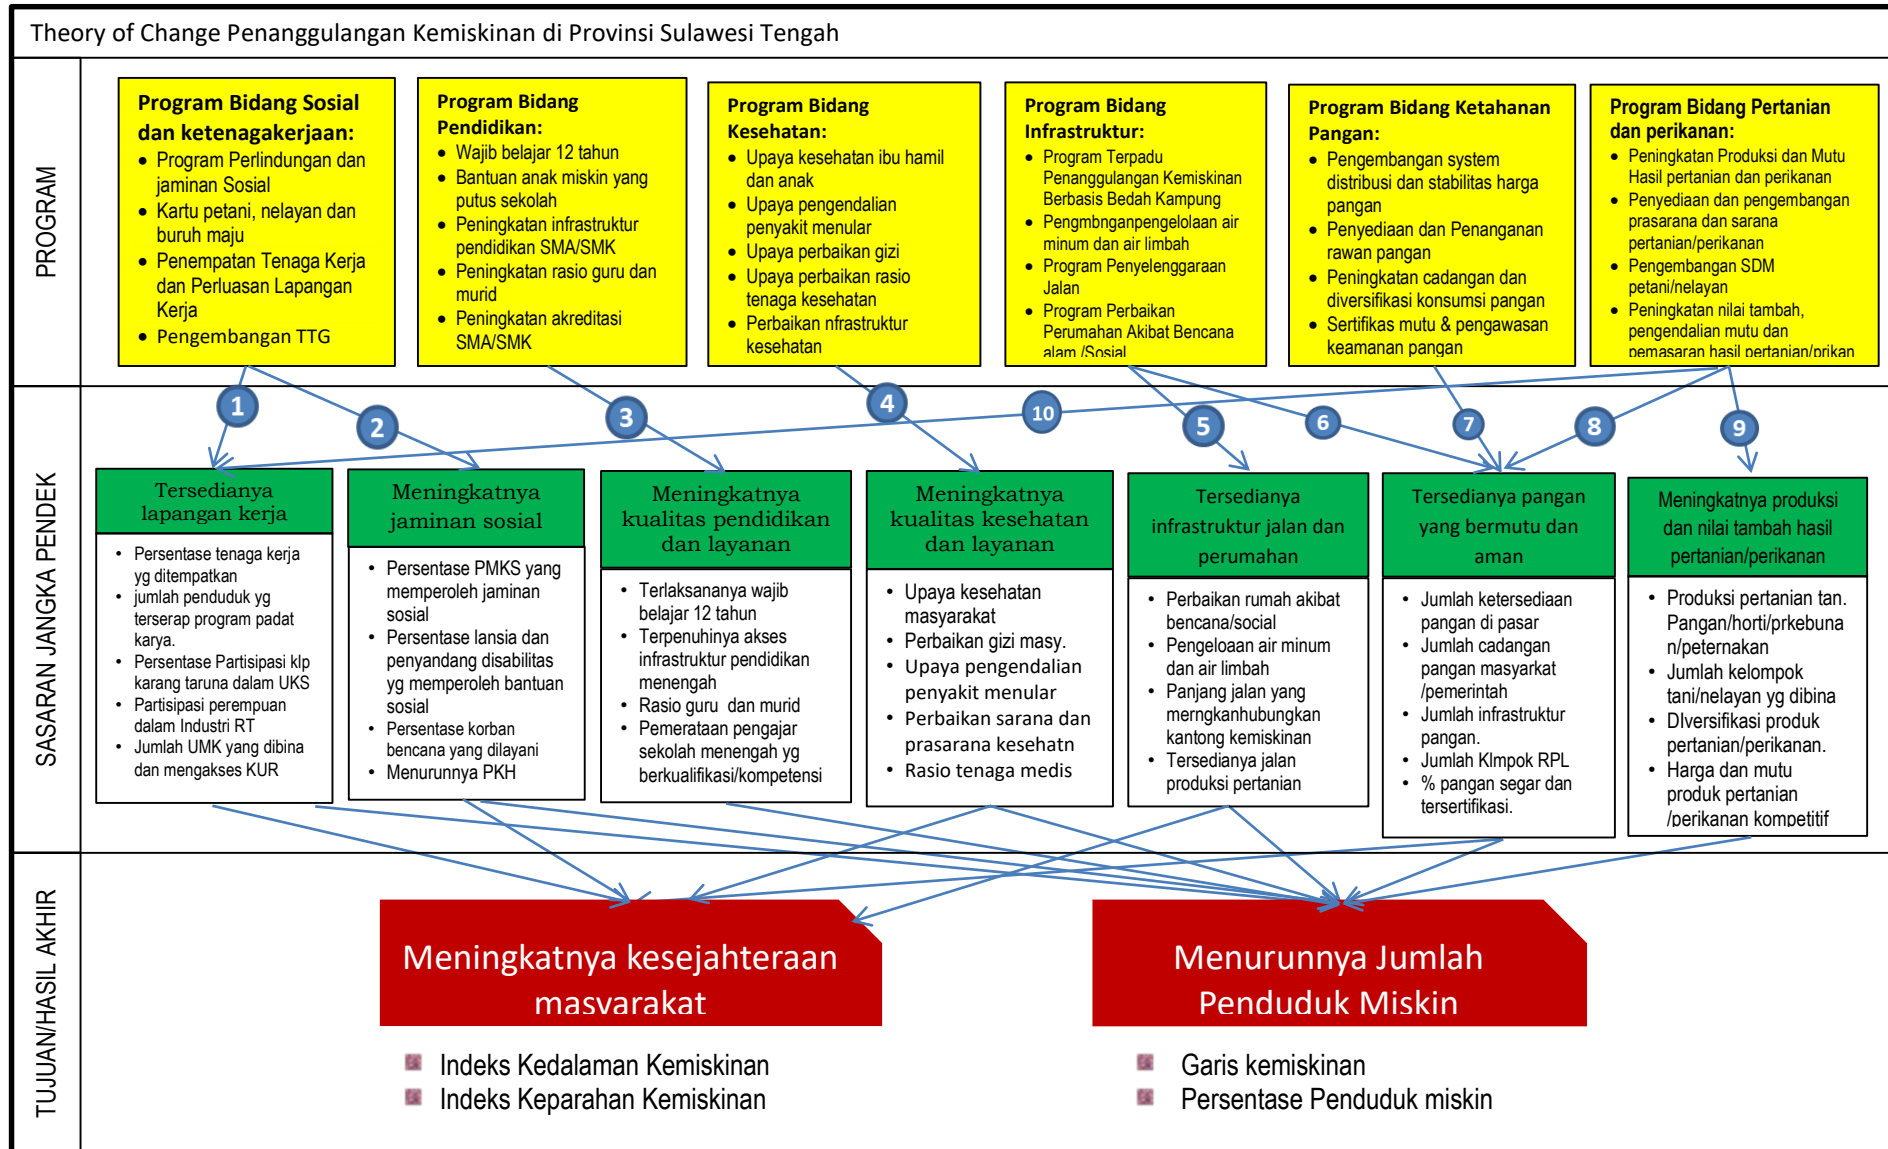 Theory of Change Penanggulangan Kemiskinan di Provinsi Sulawesi Tengah
PROGRAM
Program Bidang Sosial
dan ketenagakerjaan:
• Program Perlindungan dan
jaminan Sosial
• Kartu petani, nelayan dan
buruh maju
• Penempatan Tenaga Kerja
dan Perluasan Lapangan
Kerja
• Pengembangan TTG
Program Bidang
Pendidikan:
• Wajib belajar 12 tahun
• Bantuan anak miskin yang
putus sekolah
• Peningkatan infrastruktur
pendidikan SMA/SMK
• Peningkatan rasio guru dan
murid
• Peningkatan akreditasi
SMA/SMK
Program Bidang
Kesehatan:
• Upaya kesehatan ibu hamil
dan anak
• Upaya pengendalian
penyakit menular
• Upaya perbaikan gizi
• Upaya perbaikan rasio
tenaga kesehatan
• Perbaikan nfrastruktur
kesehatan
Program Bidang
Infrastruktur:
• Program Terpadu
Penanggulangan Kemiskinan
Berbasis Bedah Kampung
• Pengmbnganpengelolaan air
minum dan air limbah
• Program Penyelenggaraan
Jalan
• Program Perbaikan
Perumahan Akibat Bencana
alam /Sosial
Program Bidang Ketahanan
Pangan:
• Pengembangan system
distribusi dan stabilitas harga
pangan
• Penyediaan dan Penanganan
rawan pangan
• Peningkatan cadangan dan
diversifikasi konsumsi pangan
• Sertifikas mutu & pengawasan
keamanan pangan
Program Bidang Pertanian
dan perikanan:
• Peningkatan Produksi dan Mutu
Hasil pertanian dan perikanan
• Penyediaan dan pengembangan
prasarana dan sarana
pertanian/perikanan
• Pengembangan SDM
petani/nelayan
• Peningkatan nilai tambah,
pengendalian mutu dan
pemasaran hasil pertanian/prikan
1
2
3
4
10
5
6
7
8
9
SASARAN JANGKA PENDEK
Tersedianya
lapangan kerja
• Persentase tenaga kerja
yg ditempatkan
• jumlah penduduk yg
terserap program padat
karya.
• Persentase Partisipasi klp
karang taruna dalam UKS
• Partisipasi perempuan
dalam Industri RT
• Jumlah UMK yang dibina
dan mengakses KUR
Meningkatnya
jaminan sosial
• Persentase PMKS yang
memperoleh jaminan
sosial
• Persentase lansia dan
penyandang disabilitas
yg memperoleh bantuan
sosial
• Persentase korban
bencana yang dilayani
• Menurunnya PKH
Meningkatnya
kualitas pendidikan
dan layanan
• Terlaksananya wajib
belajar 12 tahun
• Terpenuhinya akses
infrastruktur pendidikan
menengah
• Rasio guru dan murid
• Pemerataan pengajar
sekolah menengah yg
berkualifikasi/kompetensi
Meningkatnya
kualitas kesehatan
dan layanan
• Upaya kesehatan
masyarakat
• Perbaikan gizi masy.
• Upaya pengendalian
penyakit menular
• Perbaikan sarana dan
prasarana kesehatn
• Rasio tenaga medis
Tersedianya
infrastruktur jalan dan
perumahan
• Perbaikan rumah akibat
bencana/social
• Pengeloaan air minum
dan air limbah
• Panjang jalan yang
merngkanhubungkan
kantong kemiskinan
• Tersedianya jalan
produksi pertanian
Tersedianya pangan
yang bermutu dan
aman
• Jumlah ketersediaan
pangan di pasar
• Jumlah cadangan
pangan masyarkat
/pemerintah
• Jumlah infrastruktur
pangan.
• Jumlah Klmpok RPL
• % pangan segar dan
tersertifikasi.
Meningkatnya produksi
dan nilai tambah hasil
pertanian/perikanan
• Produksi pertanian tan.
Pangan/horti/prkebuna
n/peternakan
• Jumlah kelompok
tani/nelayan yg dibina
• DIversifikasi produk
pertanian/perikanan.
• Harga dan mutu
produk pertanian
/perikanan kompetitif
TUJUAN/HASIL AKHIR
Meningkatnya kesejahteraan
masyarakat
Indeks Kedalaman Kemiskinan
Indeks Keparahan Kemiskinan
Menurunnya Jumlah
Penduduk Miskin
Garis kemiskinan
Persentase Penduduk miskin